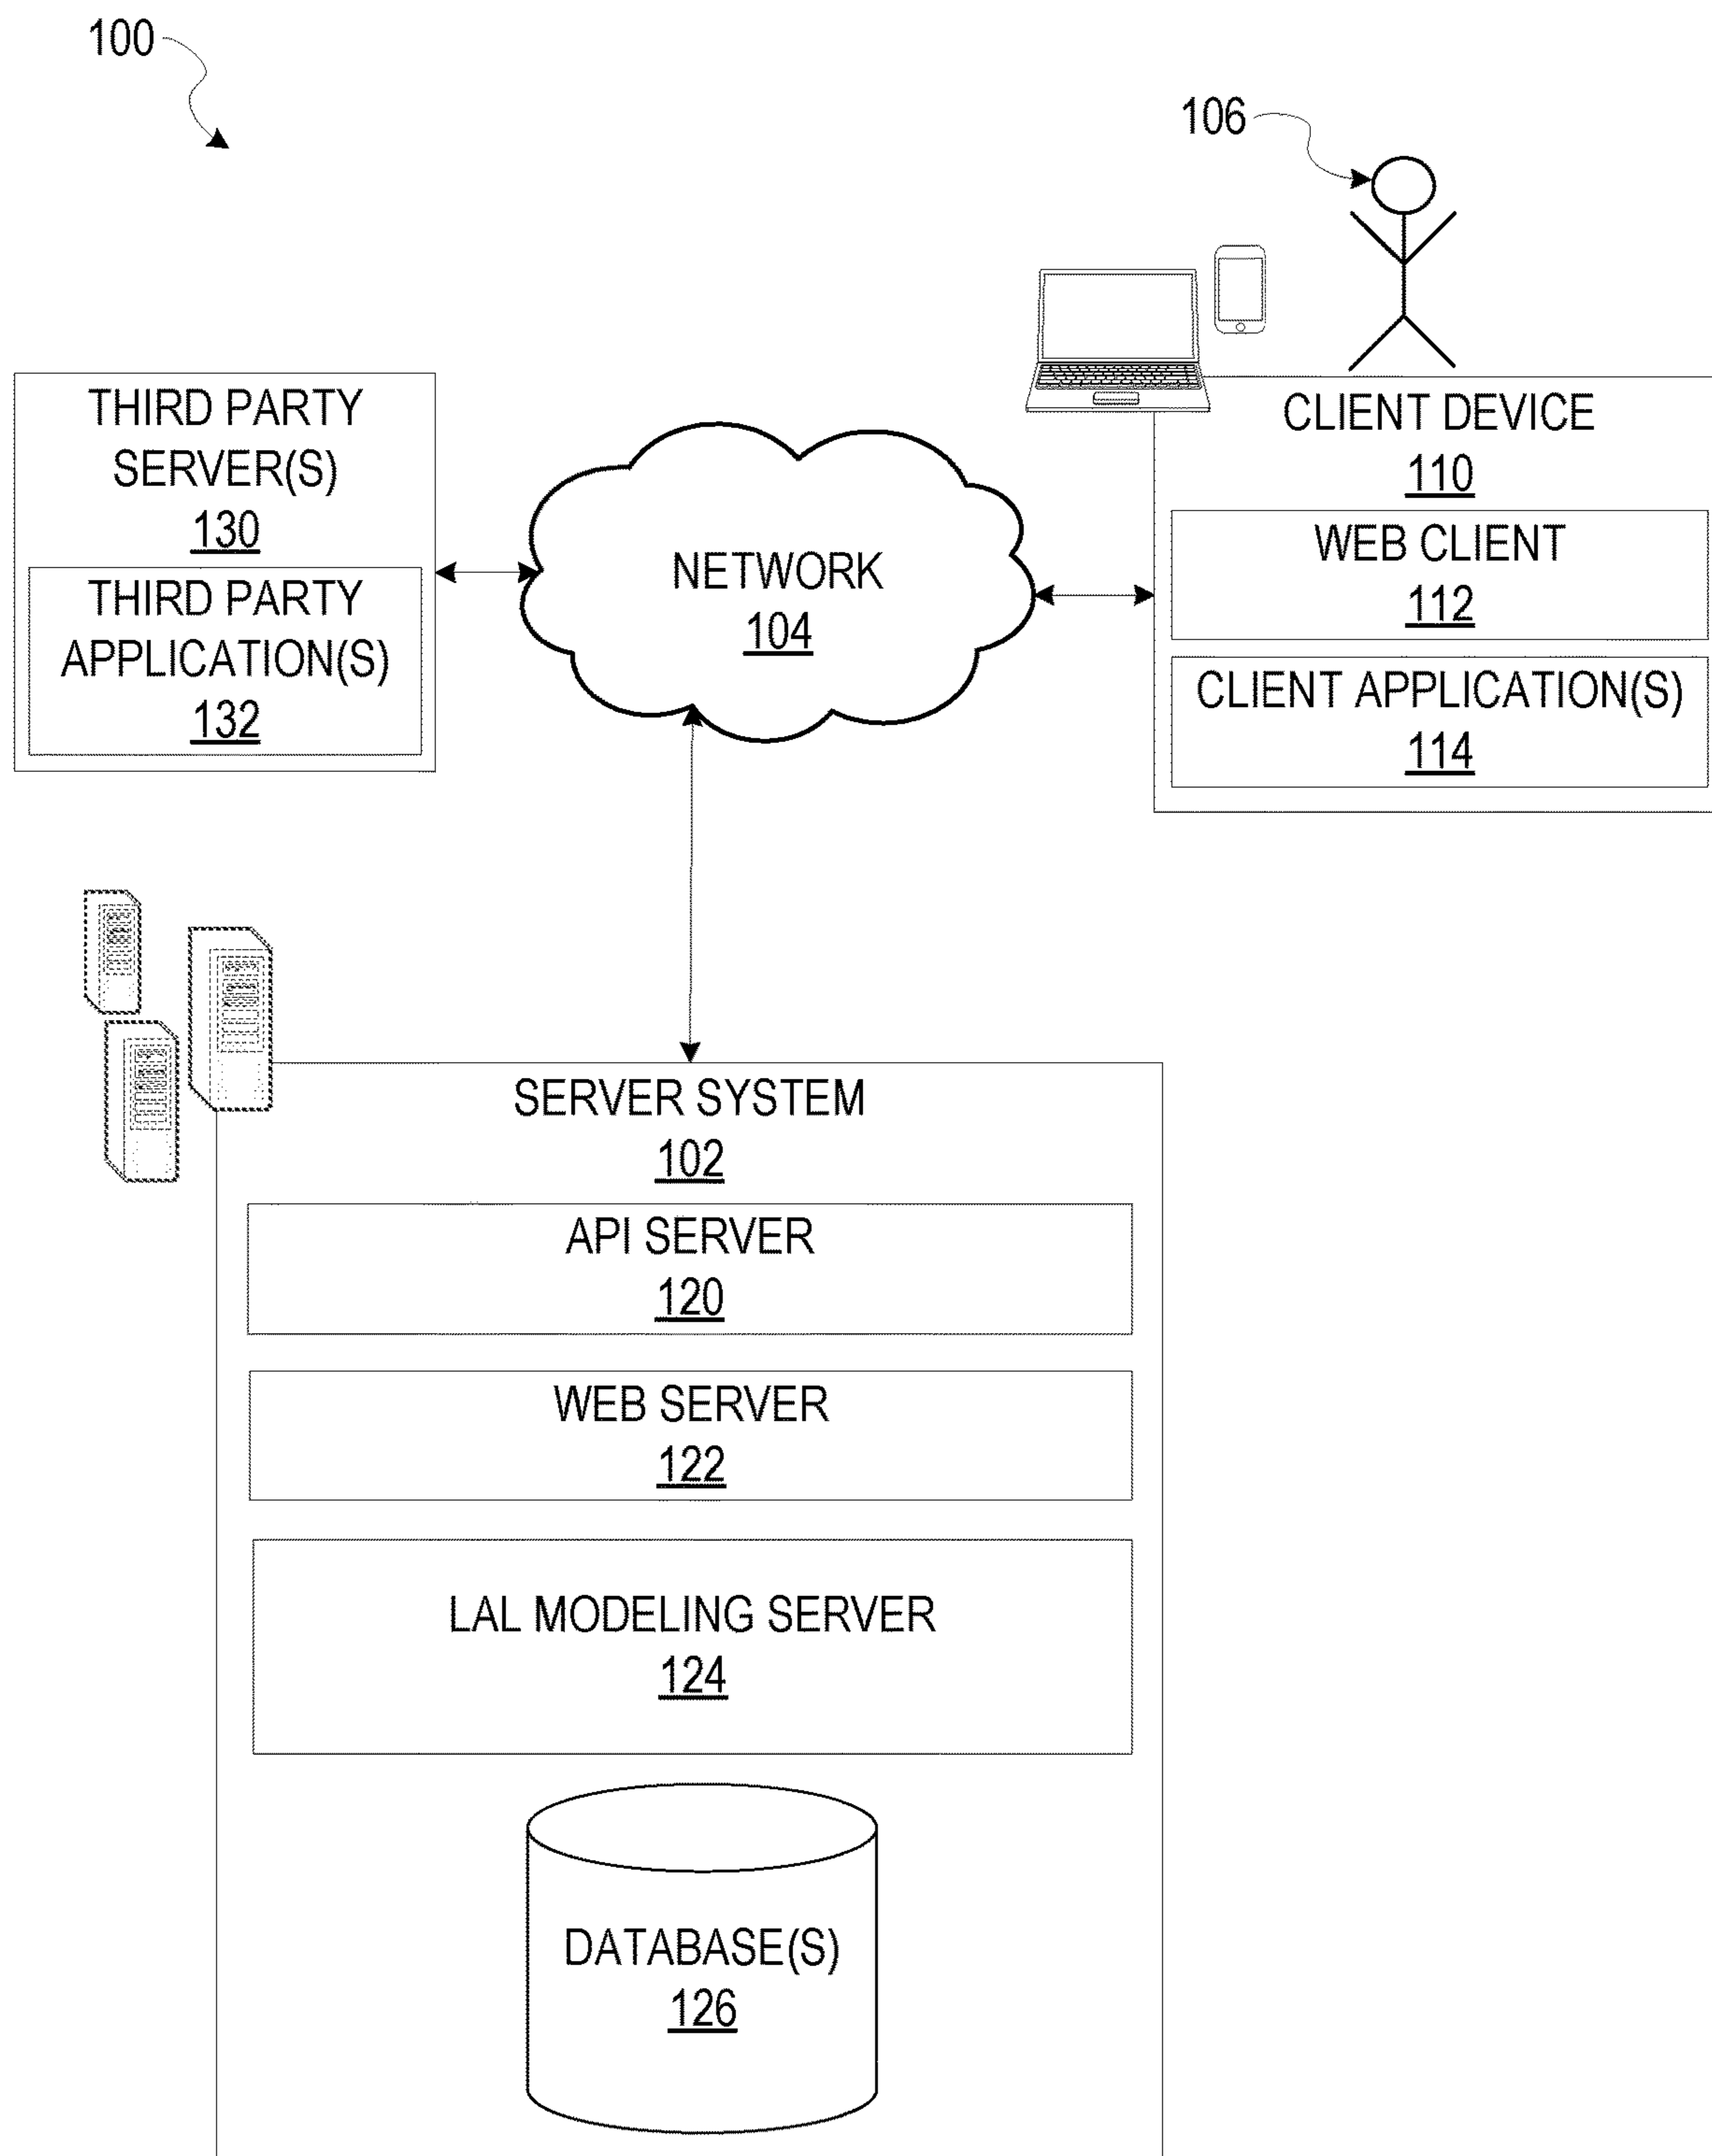 100
106
THIRD PARTY
SERVER(S)
130
THIRD PARTY
APPLICATION(S)
132
NETWORK
104
CLIENT DEVICE
110
WEB CLIENT
112
CLIENT APPLICATION(S)
114
SERVER SYSTEM
102
API SERVER
120
WEB SERVER
122
LAL MODELING SERVER
124
DATABASE(S)
126